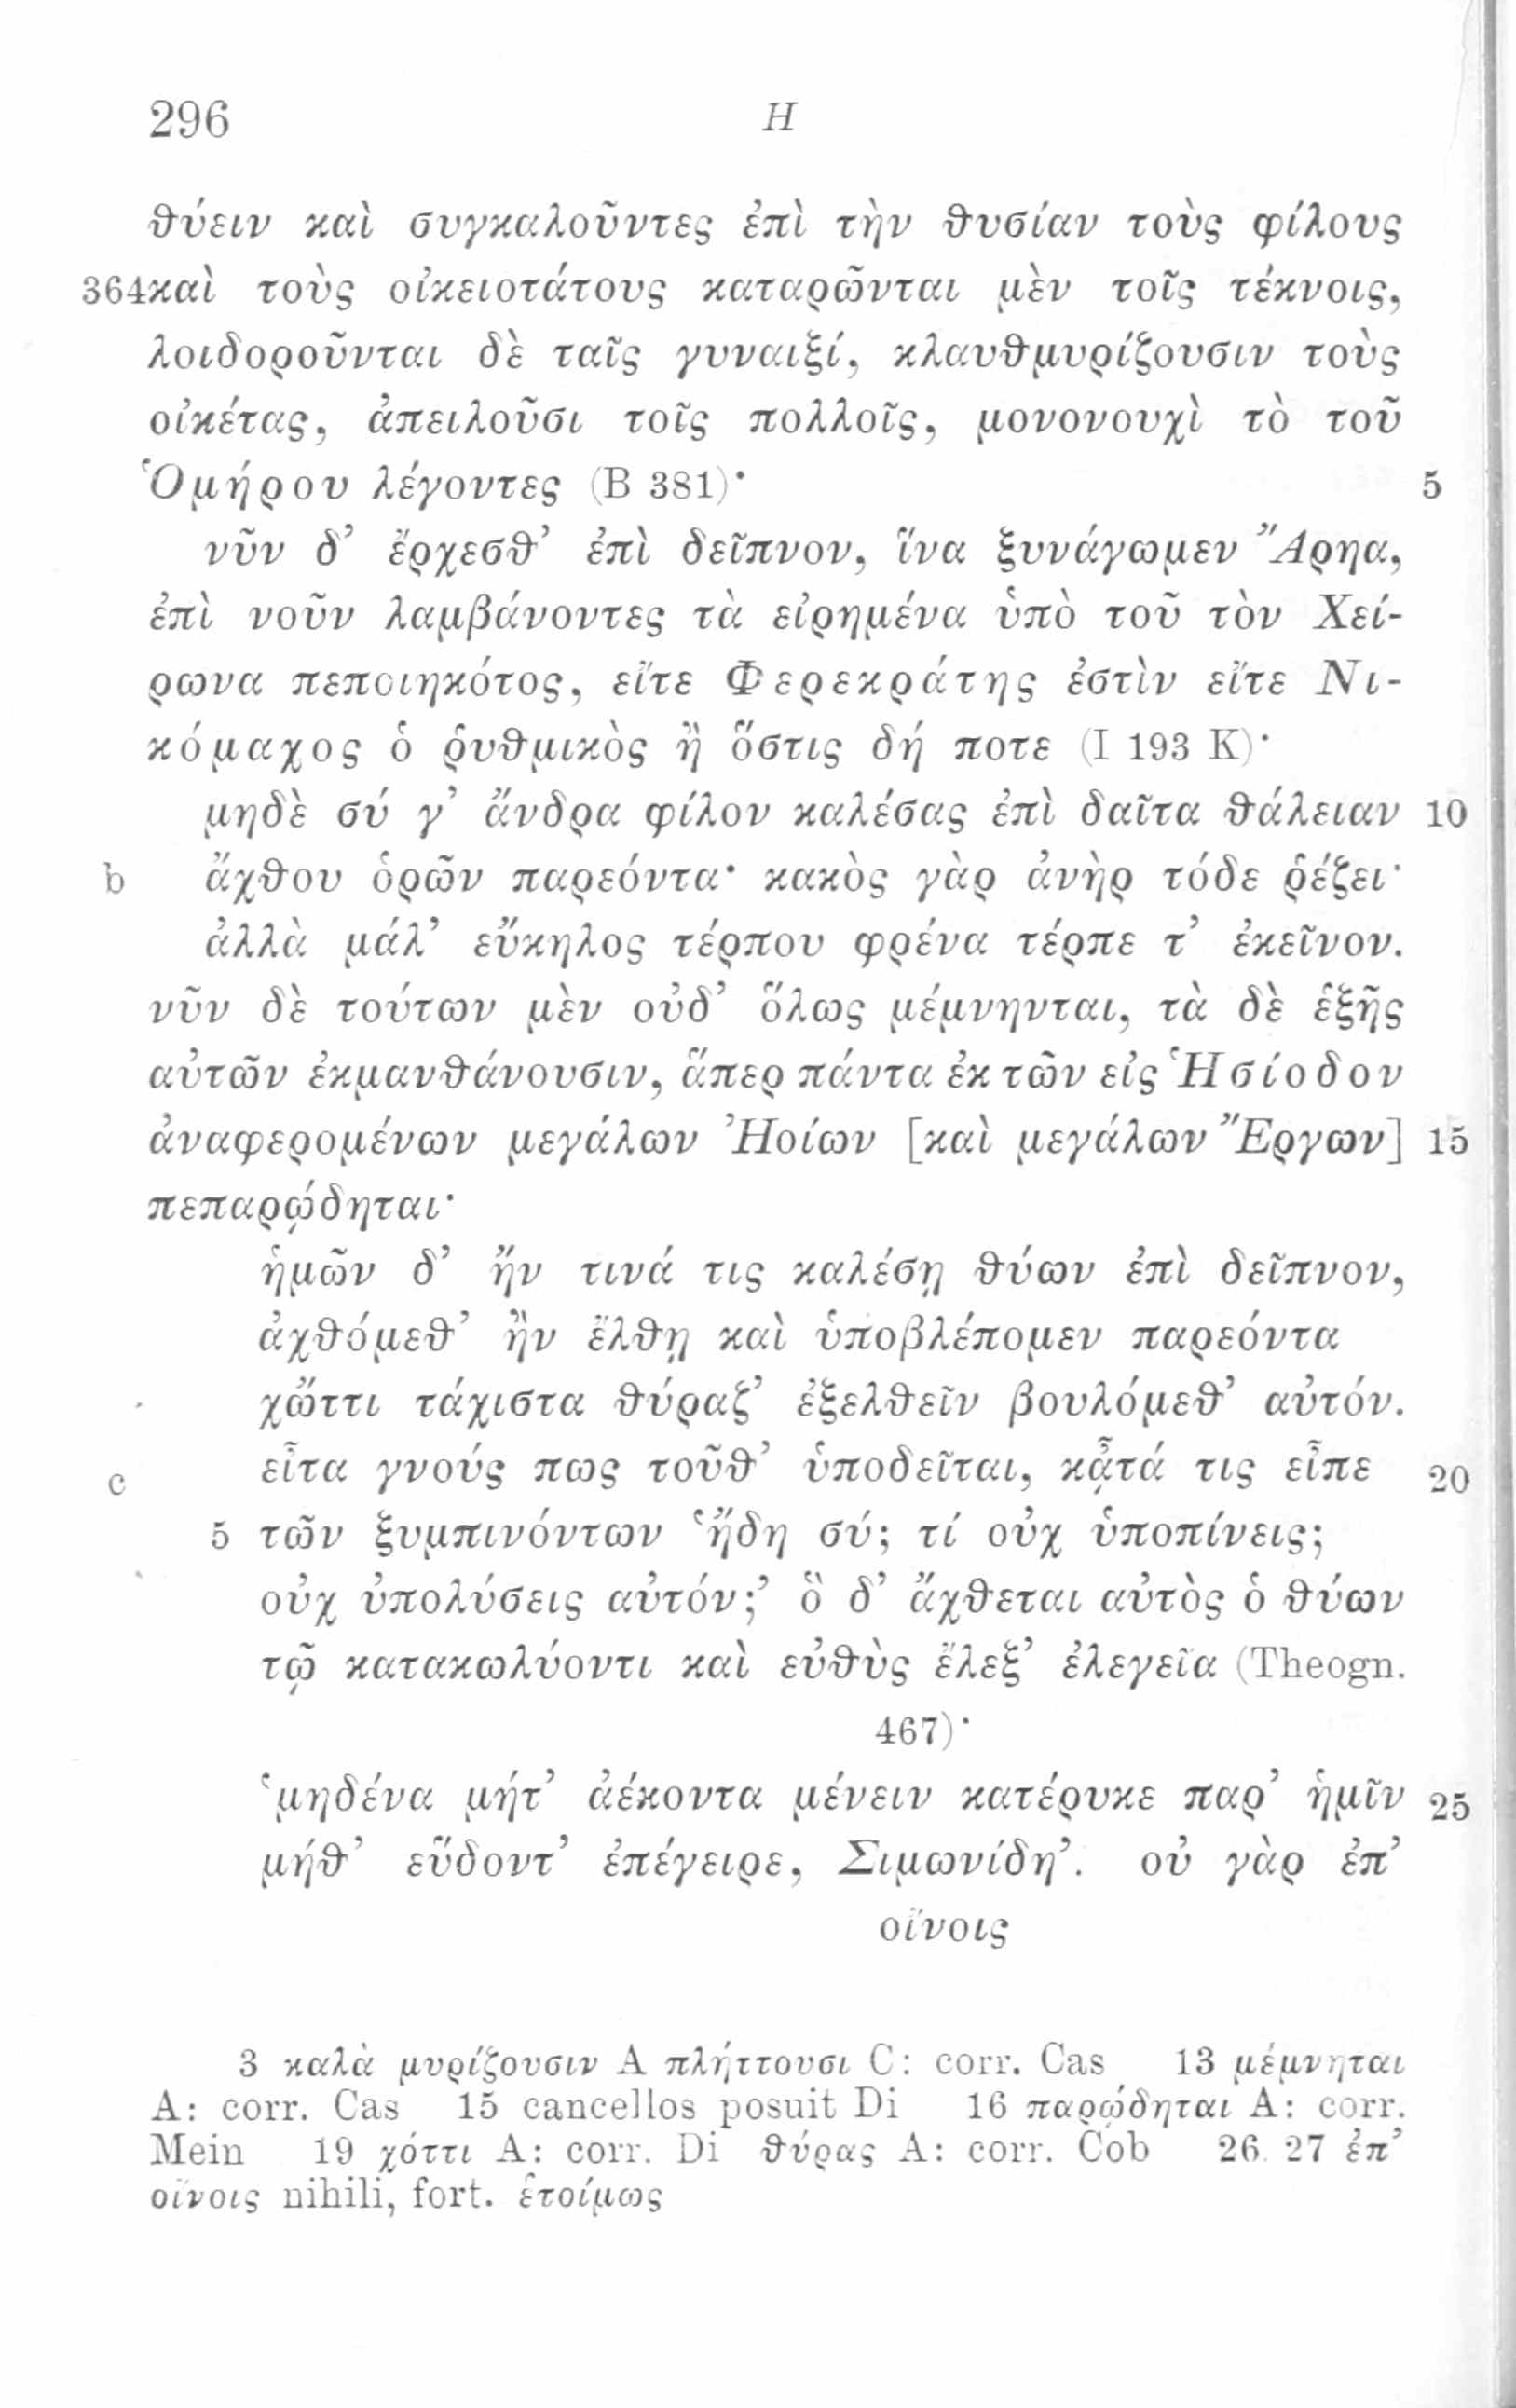 296 H
θύειν καὶ συγκαλοῦντες ἐπὶ τὴν θυσίαν τοὺς φίλους
364 καὶ τοὺς οἰκειοτάτους καταρῶνται μὲν τοῖς τέκνοις,
λοιδοροῦνται δὲ ταῖς γυναιξί, κλαυθμυρίζουσιν τοὺς
οἰκέτας, ἀπειλοῦσι τοῖς πολλοῖς, μονονουχὶ τὸ τοῦ
Ὁμήρου λέγοντες (B 381)· 5
νῦν δ’ ἔρχεσθ’ ἐπὶ δεῖπνον, ἵνα ξυνάγωμεν Ἄρηα,
ἐπὶ νοῦν λαμβάνοντες τὰ εἰρημένα ὑπὸ τοῦ τὸν Χεί-
ρωνα πεποιηκότος, εἴτε Φερεκράτης ἐστὶν εἴτε Νι-
κόμαχος ὁ ῥυθμικὸς ἢ ὅστις δή ποτε (I 193 K)·
μηδὲ σύ γ’ ἄνδρα φίλον καλέσας ἐπὶ δαῖτα θάλειαν 10
b ἄχθου ὁρῶν παρεόντα· κακὸς γὰρ ἀνὴρ τόδε ῥέζει·
ἀλλὰ μάλ’ εὔκηλος τέρπου φρένα τέρπε τ’ ἐκεῖνον.
νῦν δὲ τούτων μὲν οὐδ’ ὅλως μέμνηνται, τὰ δὲ ἑξῆς
αὐτῶν ἐκμανθάνουσιν, ἅπερ πάντα ἐκ τῶν εἰς Ἡσίοδον
ἀναφερομένων μεγάλων Ἠοίων [καὶ μεγάλων Ἔργων] 15
πεπαρῴδηται·
ἡμῶν δ’ ἤν τινά τις καλέσῃ θύων ἐπὶ δεῖπνον,
ἀχθόμεθ’ ἢν ἔλθῃ καὶ ὑποβλέπομεν παρεόντα
χὤττι τάχιστα θύραζ’ ἐξελθεῖν βουλόμεθ’ αὐτόν.
c εἶτα γνούς πως τοῦθ’ ὑποδεῖται, κᾆτά τις εἶπε 20
5 τῶν ξυμπινόντων ‘ἤδη σύ; τί οὐχ ὑποπίνεις;
οὐχ ὑπολύσεις αὐτόν;’ ὃ δ’ ἄχθεται αὐτὸς ὁ θύων
τῷ κατακωλύοντι καὶ εὐθὺς ἔλεξ’ ἐλεγεῖα (Theogn.
467)·
‘μηδένα μήτ’ ἀέκοντα μένειν κατέρυκε παρ’ ἡμῖν 25
μήθ’ εὕδοντ’ ἐπέγειρε, Σιμωνίδη’. οὐ γὰρ ἐπ’
οἴνοις
3 καλὰ μυρίζουσιν A πλήττουσι C: corr. Cas 13 μέμνηται
A: corr. Cas 15 cancellos posuit Di 16 παρῴδηται A: corr.
Mein 19 χόττι A: corr. Di θύρας A: corr. Cob 26. 27 ἐπ’
οἴνοις nihili, fort. ἑτοίμως